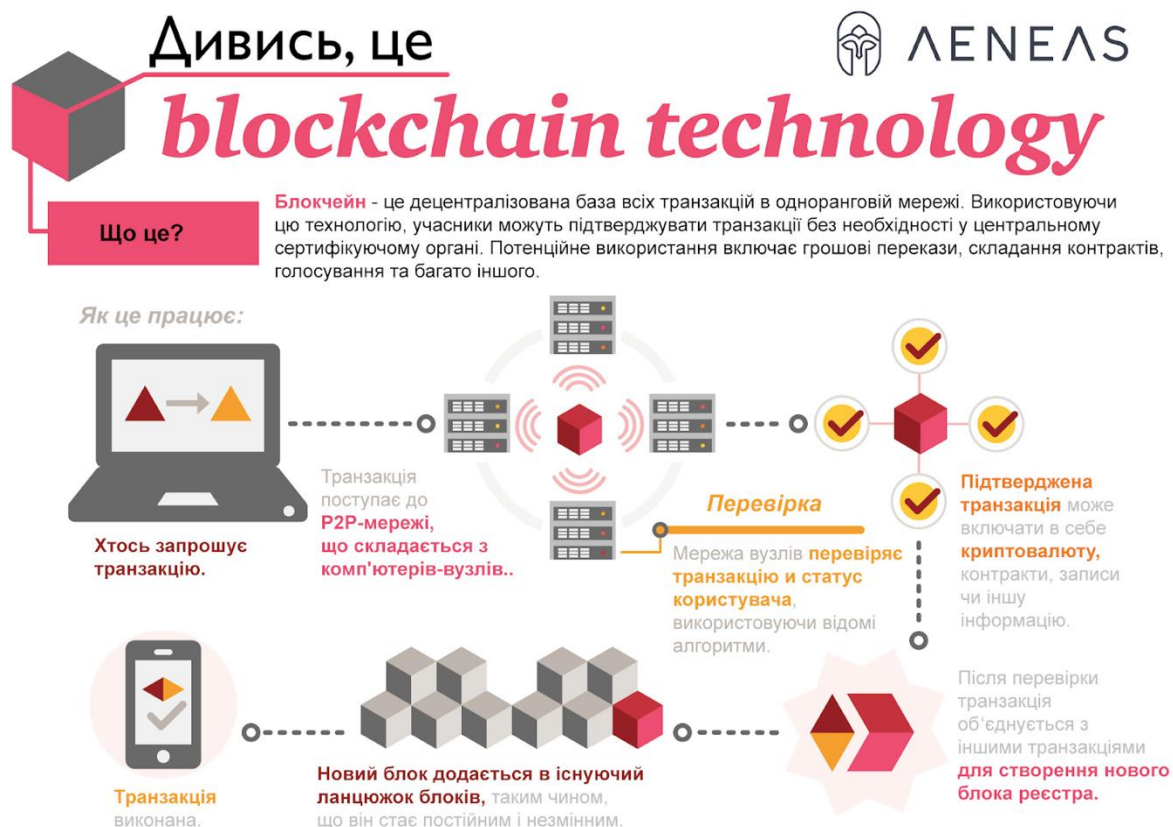 Дивись, це
ΛENEΛS
blockchain technology
Що це?
Блокчейн - це децентралізована база всіх транзакцій в одноранговій мережі. Використовуючи
цю технологію, учасники можуть підтверджувати транзакції без необхідності у центральному
сертифікуючому органі. Потенційне використання включає грошові перекази, складання контрактів,
голосування та багато іншого.
Як це працює:
Хтось запрошує
транзакцію.
Транзакція
поступає до
P2P-мережі,
що складається з
комп'ютерів-вузлів..
Перевірка
Мережа вузлів перевіряє
транзакцію и статус
користувача,
використовуючи відомі
алгоритми.
Підтверджена
транзакція може
включати в себе
криптовалюту,
контракти, записи
чи іншу
інформацію.
Після перевірки
транзакція
об‘єднується з
іншими транзакціями
для створення нового
блока реєстра.
Новий блок додається в існуючий
ланцюжок блоків, таким чином,
що він стає постійним і незмінним.
Транзакція
виконана.